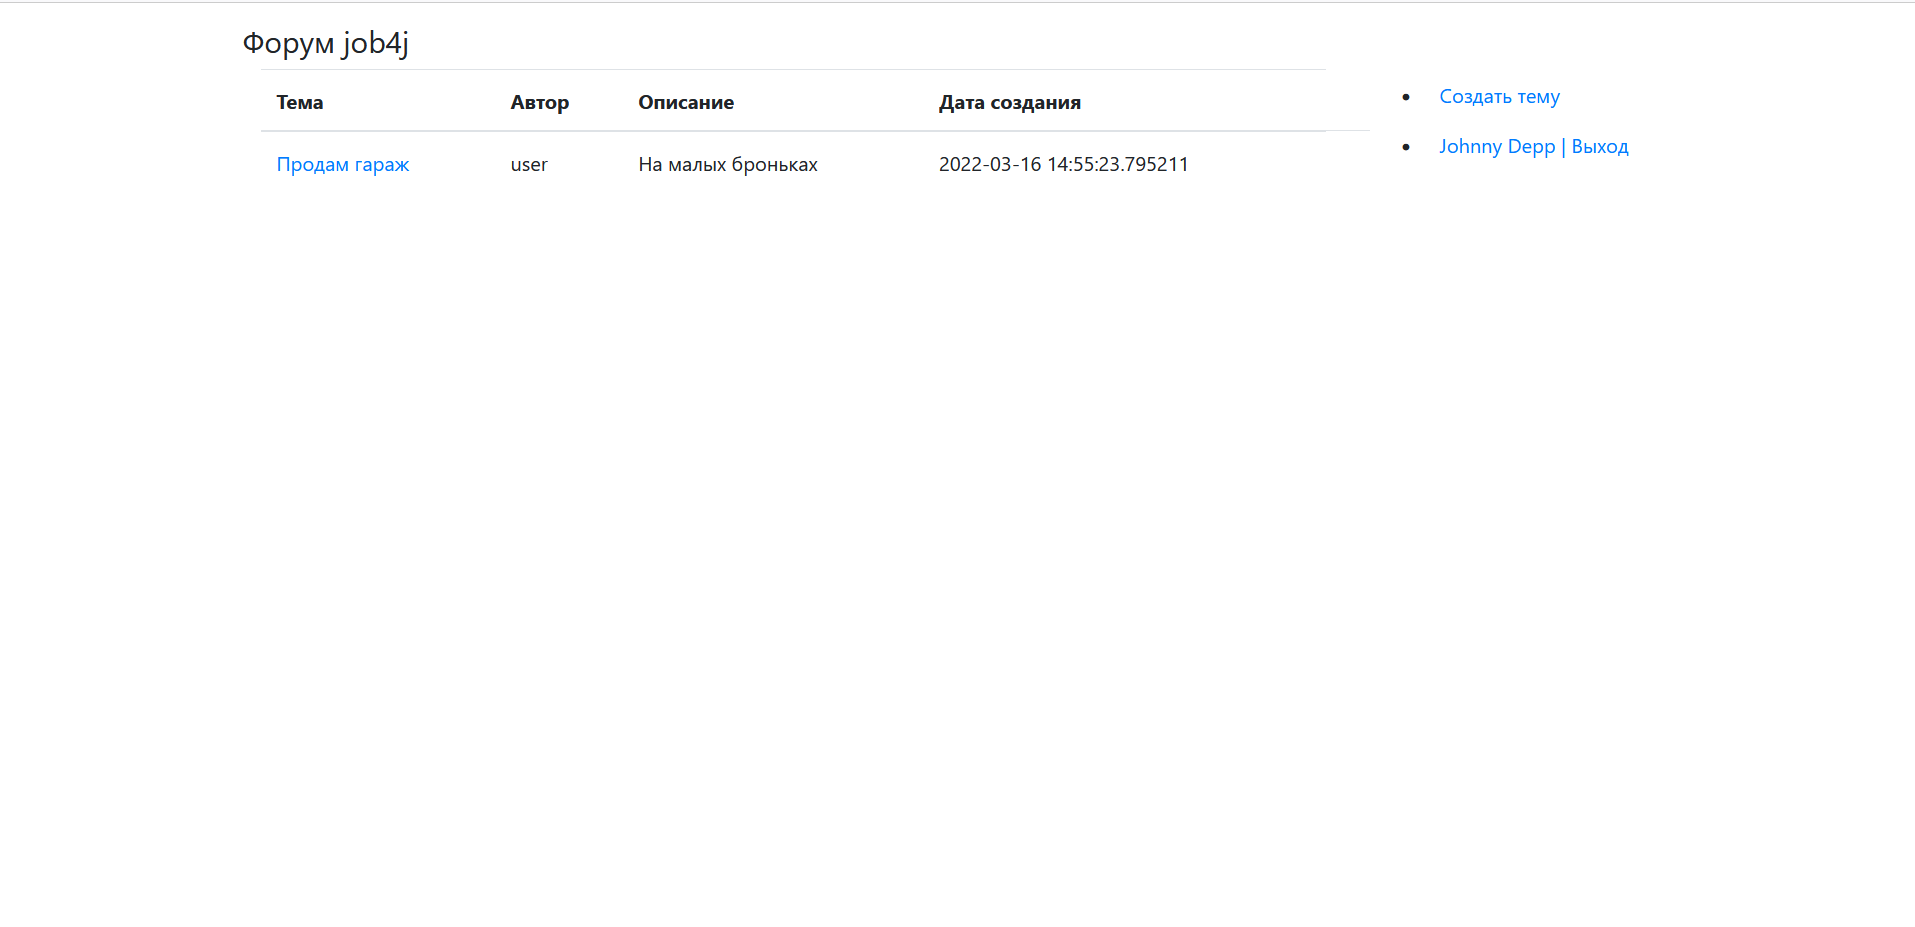 Форум job4j
Тема Автор Описание Дата создания
Продам гараж user На малых броньках 2022-03-16 14:55:23.795211
Создать тему
Johnny Depp | Выход